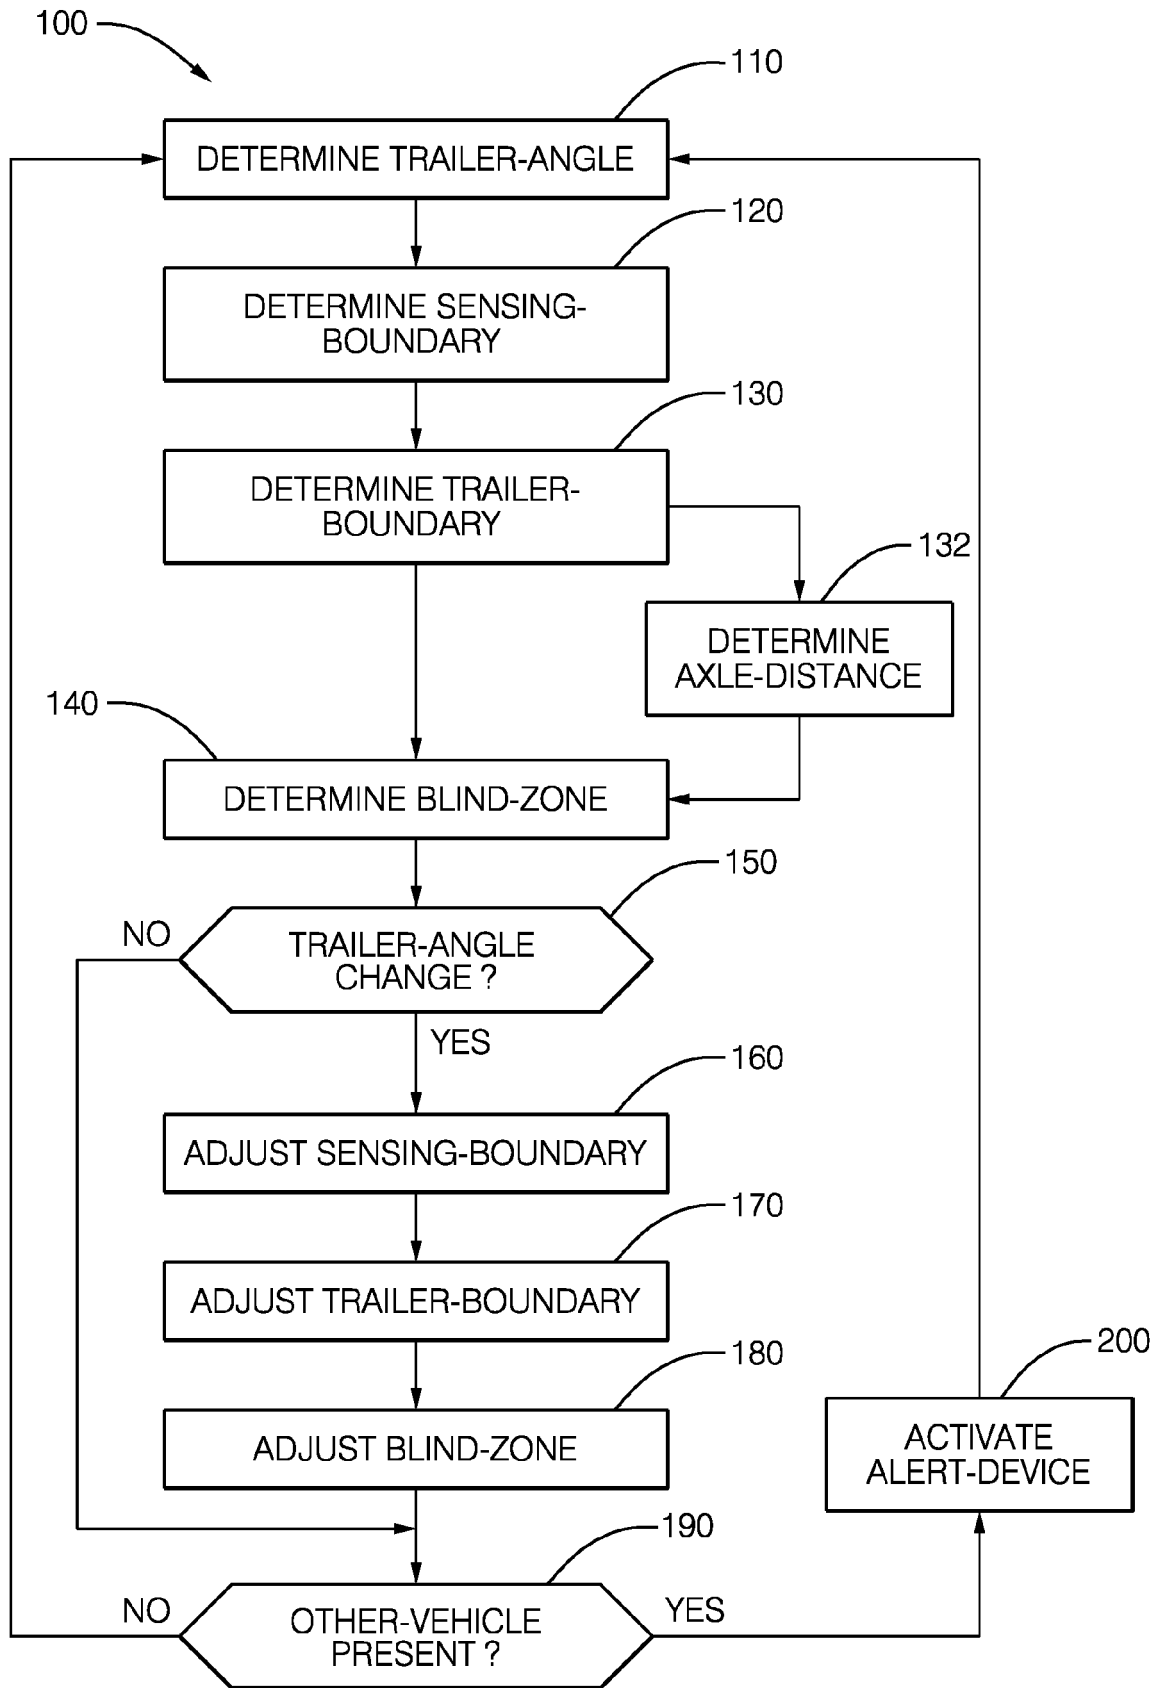 100
110
DETERMINE TRAILER-ANGLE
120
DETERMINE SENSING-
BOUNDARY
130
DETERMINE TRAILER-
BOUNDARY
132
DETERMINE
AXLE-DISTANCE
140
DETERMINE BLIND-ZONE
150
NO
TRAILER-ANGLE
CHANGE ?
YES
160
ADJUST SENSING-BOUNDARY
170
ADJUST TRAILER-BOUNDARY
180
ADJUST BLIND-ZONE
200
ACTIVATE
ALERT-DEVICE
190
NO
OTHER-VEHICLE
PRESENT ?
YES